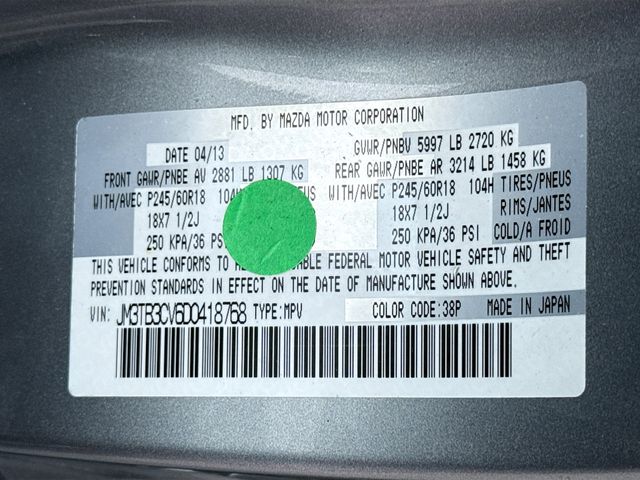 MFD. BY MAZDA MOTOR CORPORATION
DATE 04/13 GVWR/PNBV 5997 LB 2720 KG
FRONT GAWR/PNBE AV 2881 LB 1307 KG REAR GAWR/PNBE AR 3214 LB 1458 KG
WITH/AVEC P245/60R18 104H WITH/AVEC P245/60R18 104H TIRES/PNEUS
18X7 1/2J 18X7 1/2J RIMS/JANTES
250 KPA/36 250 KPA/36 PSI COLD/A FROID
THIS VEHICLE CONFORMS TO FEDERAL MOTOR VEHICLE SAFETY AND THEFT
PREVENTION STANDARDS IN EFFECT ON THE DATE OF MANUFACTURE SHOWN ABOVE.
VIN: JM3TB3CV6D0418768 TYPE: MPV COLOR CODE: 38P MADE IN JAPAN